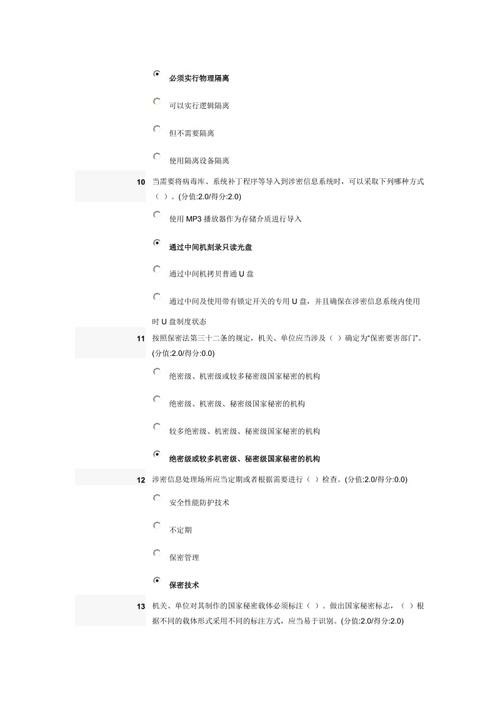 必须实行物理隔离
可以实行逻辑隔离
但不需要隔离
使用隔离设备隔离
10 当需要将病毒库、系统补丁程序等导入到涉密信息系统时，可以采取下列哪种方式
（ ）。(分值:2.0/得分:2.0)
使用 MP3 播放器作为存储介质进行导入
通过中间机刻录只读光盘
通过中间机拷贝普通 U 盘
通过中间及使用带有锁定开关的专用 U 盘，并且确保在涉密信息系统内使用
时 U 盘制度状态
11 按照保密法第三十二条的规定，机关、单位应当涉及（ ）确定为“保密要害部门”。
(分值:2.0/得分:0.0)
绝密级、机密级或较多秘密级国家秘密的机构
绝密级、机密级、秘密级国家秘密的机构
较多绝密级、机密级、秘密级国家秘密的机构
绝密级或较多机密级、秘密级国家秘密的机构
12 涉密信息处理场所应当定期或者根据需要进行（ ）检查。(分值:2.0/得分:0.0)
安全性能防护技术
不定期
保密管理
保密技术
13 机关、单位对其制作的国家秘密载体必须标注（ ）。做出国家秘密标志，（ ）根
据不同的载体形式采用不同的标注方式，应当易于识别。(分值:2.0/得分:2.0)